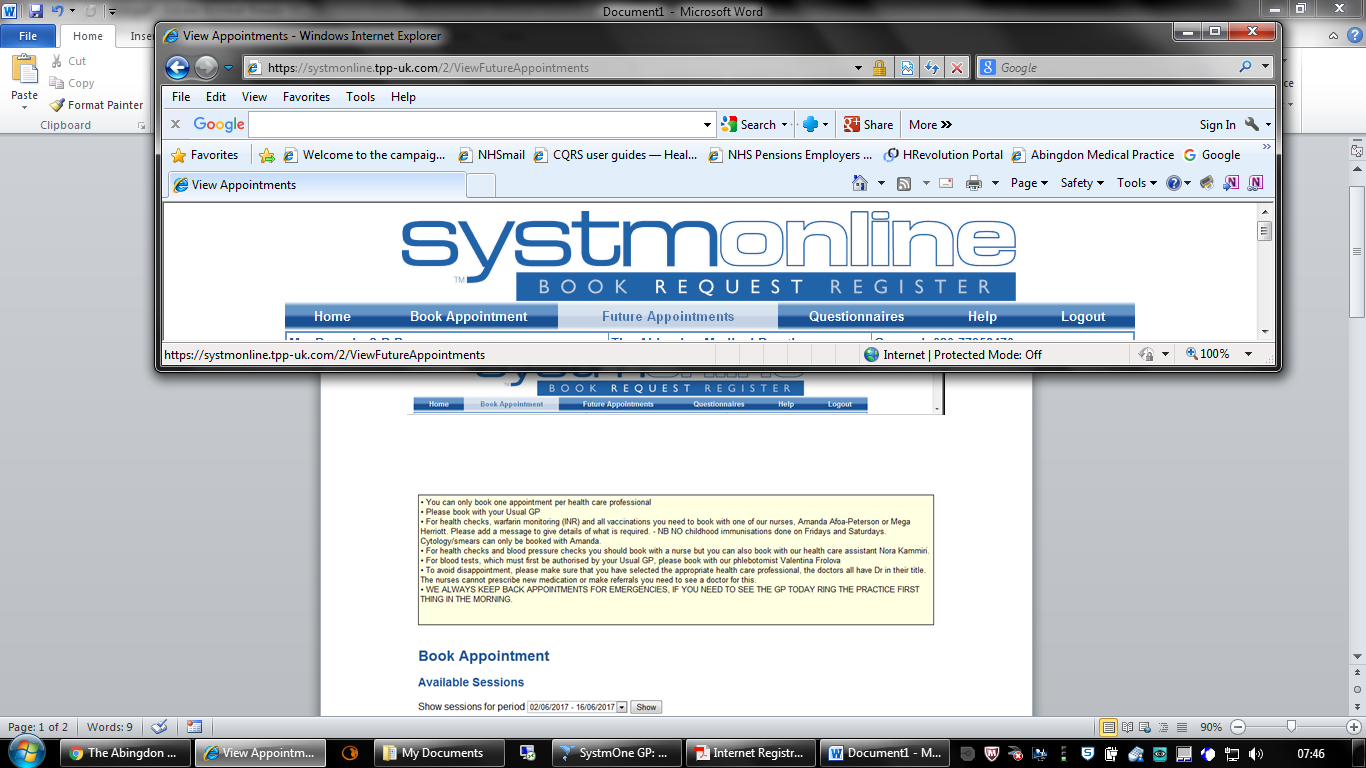 Document1 - Microsoft Word
File Home Inser
Cut
Copy
Paste
Format Painter
Clipboard
View Appointments - Windows Internet Explorer
https://systmonline.tpp-uk.com/2/ViewFutureAppointments
Google
File Edit View Favorites Tools Help
x Google Search Share More Sign In
Favorites Welcome to the campaig... NHSmail CQRS user guides — Heal... NHS Pensions Employers ... HRevolution Portal Abingdon Medical Practice Google
View Appointments
Page Safety Tools
systmonline
TM
BOOK REQUEST REGISTER
Home Book Appointment Future Appointments Questionnaires Help Logout
https://systmonline.tpp-uk.com/2/ViewFutureAppointments Internet | Protected Mode: Off 100%
BOOK REQUEST REGISTER
Home Book Appointment Future Appointments Questionnaires Help Logout
• You can only book one appointment per health care professional
• Please book with your Usual GP
• For health checks, warfarin monitoring (INR) and all vaccinations you need to book with one of our nurses, Amanda Afoa-Peterson or Mega
Herriott. Please add a message to give details of what is required. - NB NO childhood immunisations done on Fridays and Saturdays.
Cytology/smears can only be booked with Amanda.
• For health checks and blood pressure checks you should book with a nurse but you can also book with our health care assistant Nora Kammiri.
• For blood tests, which must first be authorised by your Usual GP, please book with our phlebotomist Valentina Frolova
• To avoid disappointment, please make sure that you have selected the appropriate health care professional, the doctors all have Dr in their title.
The nurses cannot prescribe new medication or make referrals you need to see a doctor for this.
• WE ALWAYS KEEP BACK APPOINTMENTS FOR EMERGENCIES, IF YOU NEED TO SEE THE GP TODAY RING THE PRACTICE FIRST
THING IN THE MORNING.
Book Appointment
Available Sessions
Show sessions for period 02/06/2017 - 16/06/2017 Show
Page: 1 of 2 Words: 9 90%
The Abingdon ... View Appointm... My Documents SystmOne GP: ... Internet Registr... Document1 - M... 07:46